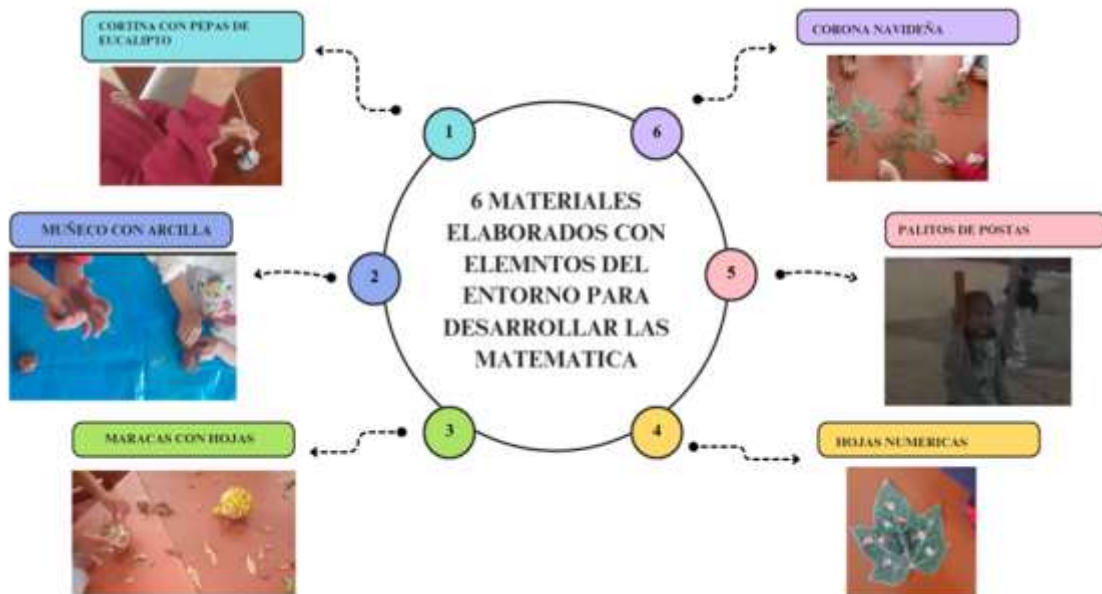 CORTINA CON PEPAS DE
EUCALIPTO
1
MUÑECO CON ARCILLA
2
MARACAS CON HOJAS
3
6 MATERIALES
ELABORADOS CON
ELEMNTOS DEL
ENTORNO PARA
DESARROLLAR LAS
MATEMATICA
CORONA NAVIDEÑA
6
PALITOS DE POSTAS
5
HOJAS NUMERICAS
4